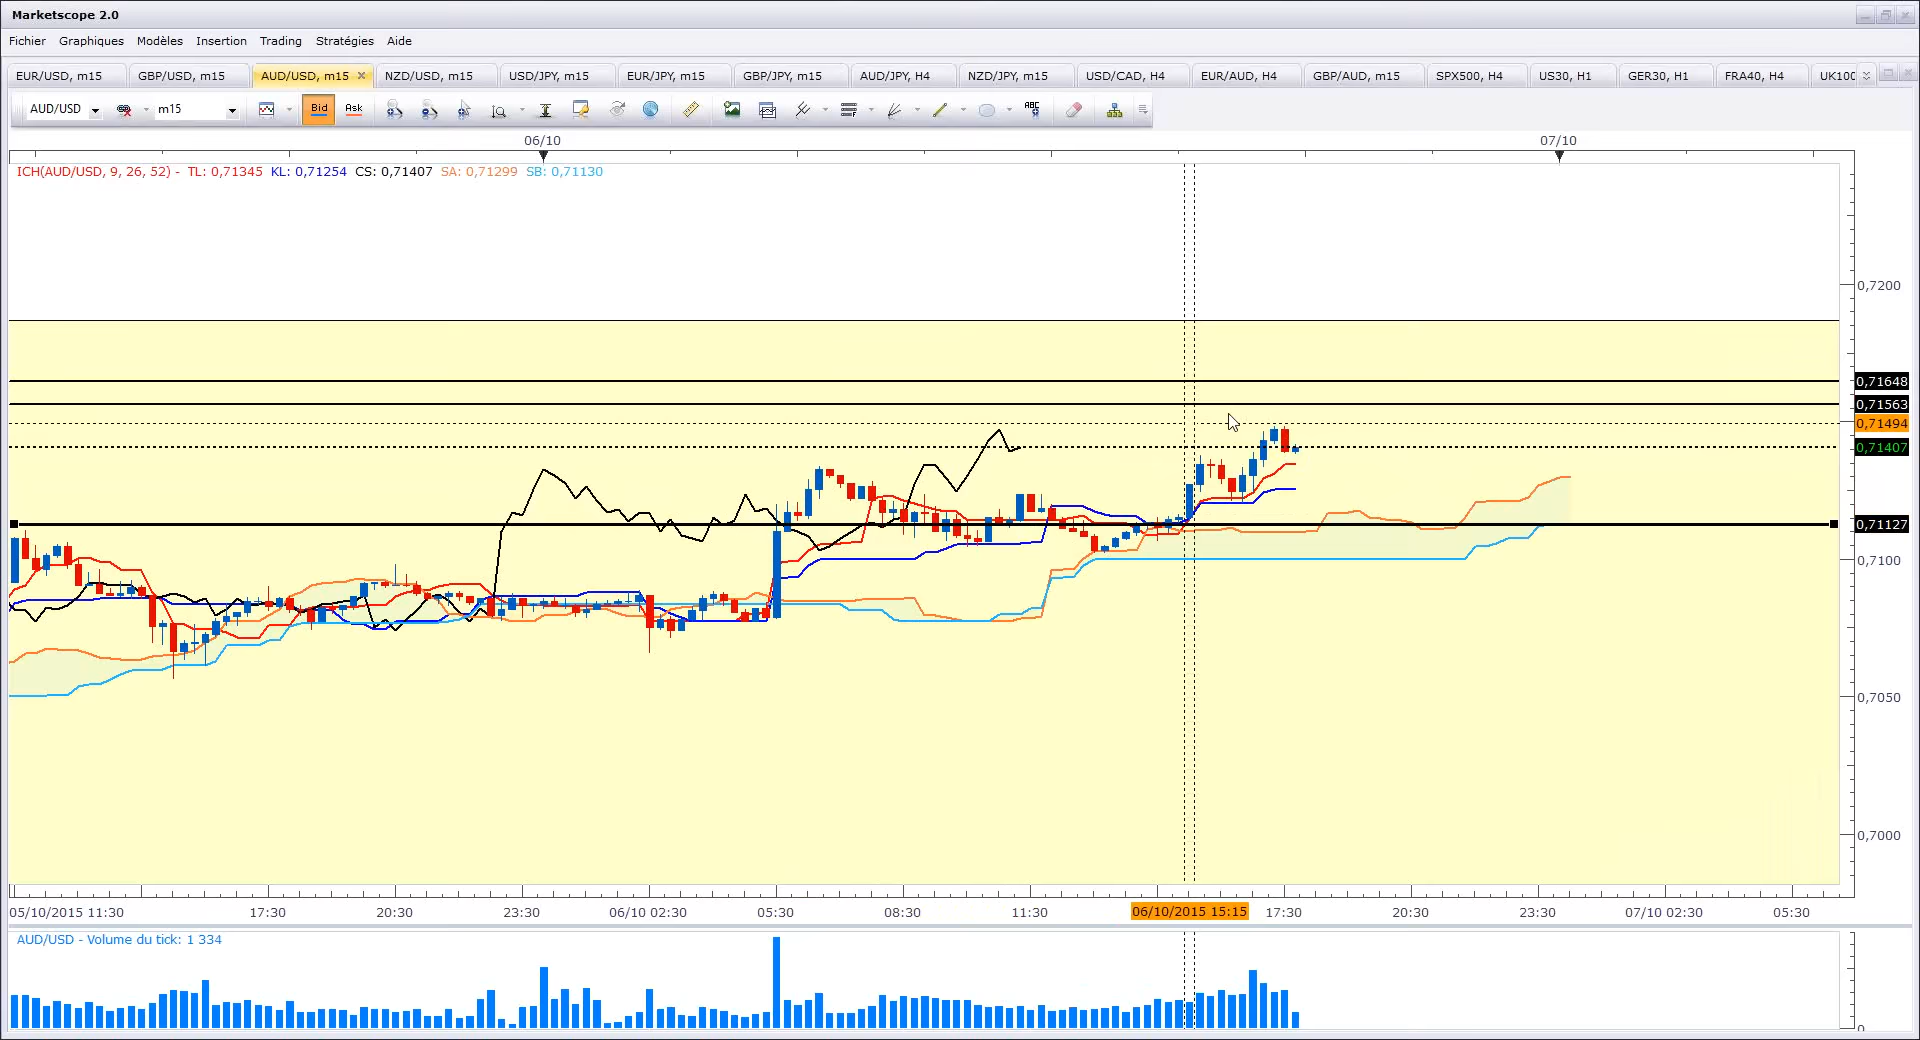 Marketscope 2.0
Fichier Graphiques Modèles Insertion Trading Stratégies Aide
EUR/USD, m15 GBP/USD, m15 AUD/USD, m15 NZD/USD, m15 USD/JPY, m15 EUR/JPY, m15 GBP/JPY, m15 AUD/JPY, H4 NZD/JPY, m15 USD/CAD, H4 EUR/AUD, H4 GBP/AUD, m15 SPX500, H4 US30, H1 GER30, H1 FRA40, H4 UK100
AUD/USD m15 Bid Ask ABC
06/10 07/10
ICH(AUD/USD, 9, 26, 52) - TL: 0,71345 KL: 0,71254 CS: 0,71407 SA: 0,71299 SB: 0,71130
0,7200
0,71648
0,71563
0,71494
0,71407
0,71127
0,7100
0,7050
0,7000
05/10/2015 11:30 17:30 20:30 23:30 06/10 02:30 05:30 08:30 11:30 06/10/2015 15:15 17:30 20:30 23:30 07/10 02:30 05:30
AUD/USD - Volume du tick: 1 334
0